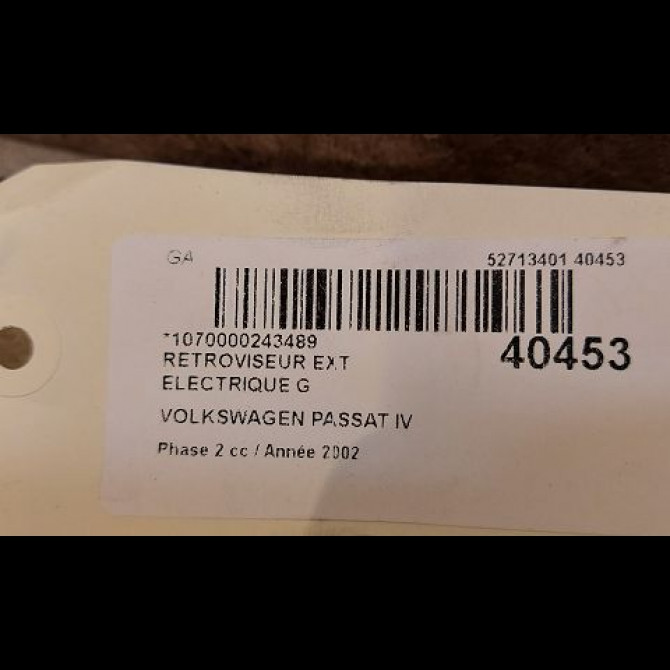 GA 52713401 40453
*1070000243489
40453
RETROVISEUR EXT
ELECTRIQUE G
VOLKSWAGEN PASSAT IV
Phase 2 cc / Année 2002